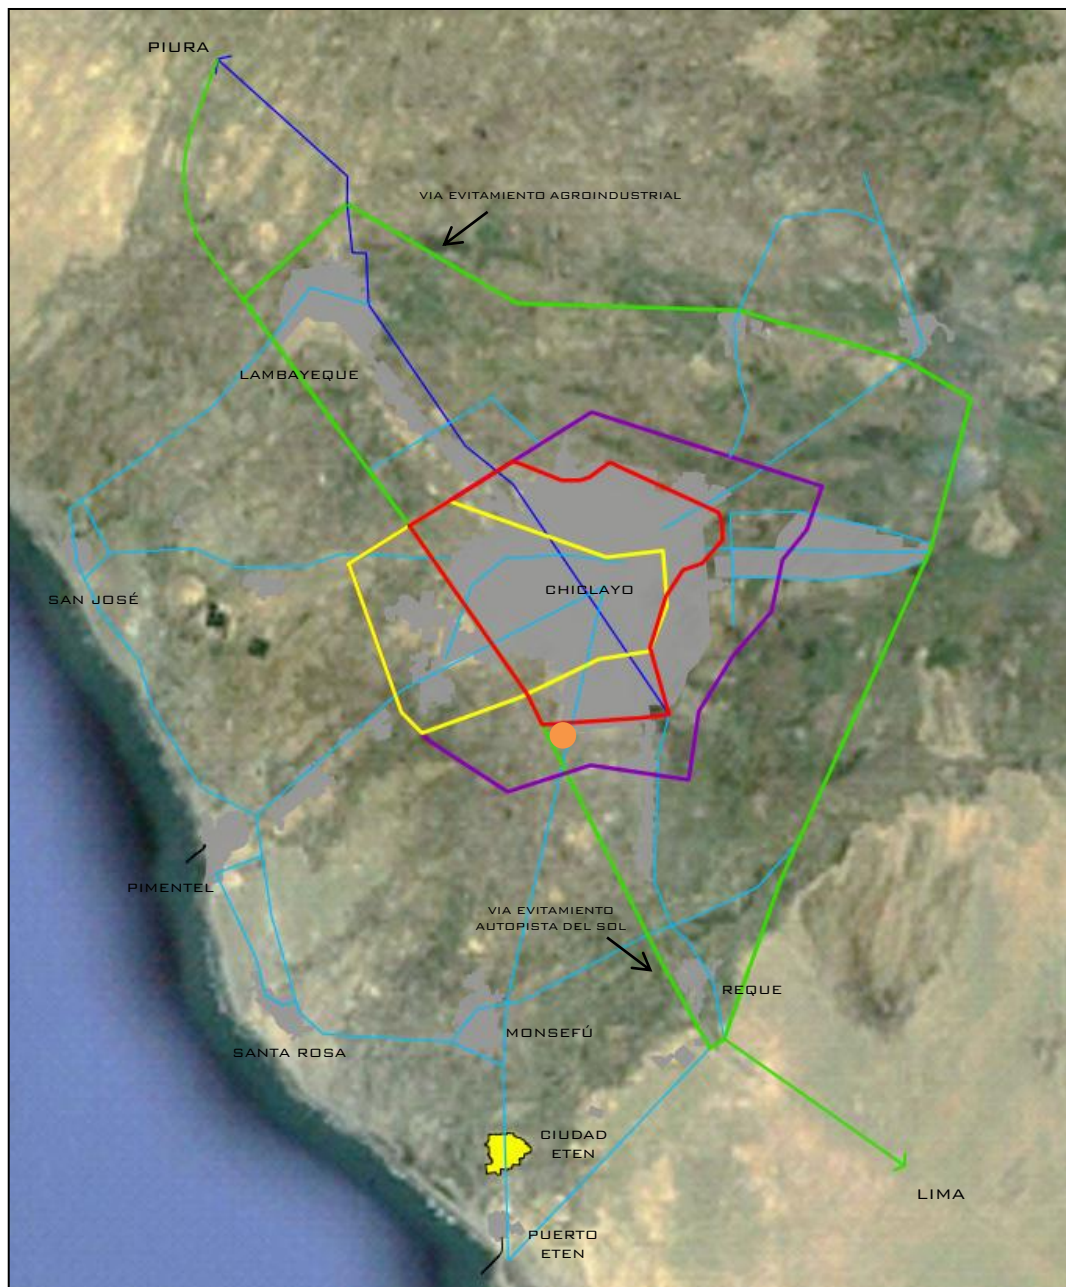 PIURA
VIA EVITAMIENTO AGROINDUSTRIAL
LAMBAYEQUE
CHICLAYO
SAN JOSÉ
PIMENTEL
VIA EVITAMIENTO
AUTOPISTA DEL SOL
REQUE
MONSEFÚ
SANTA ROSA
CIUDAD
ETEN
LIMA
PUERTO
ETEN